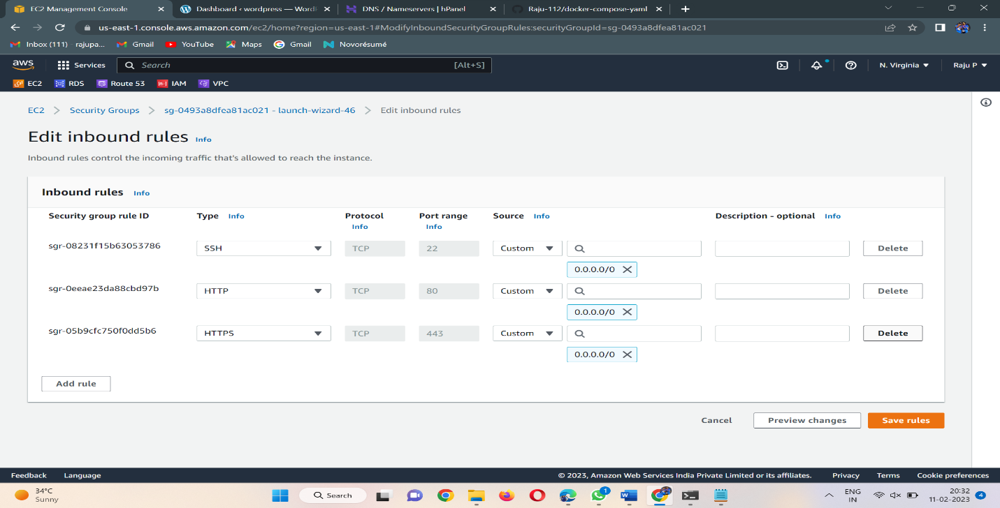 EC2 Management Console
Dashboard ‹ wordpress — Word
DNS / Nameservers | hPanel
Raju-112/docker-compose-yaml
us-east-1.console.aws.amazon.com/ec2/home?region=us-east-1#ModifyInboundSecurityGroupRules:securityGroupId=sg-0493a8dfea81ac021
Inbox (111) - rajupa... Gmail YouTube Maps Gmail Novorésumé
aws Services Search [Alt+S] N. Virginia Raju P
EC2 RDS Route 53 IAM VPC
EC2 > Security Groups > sg-0493a8dfea81ac021 - launch-wizard-46 > Edit inbound rules
Edit inbound rules Info
Inbound rules control the incoming traffic that's allowed to reach the instance.
Inbound rules Info
Security group rule ID Type Info Protocol Info Port range Info Source Info Description - optional Info
sgr-08231f15b63053786 SSH TCP 22 Custom Delete
0.0.0.0/0
sgr-0eeae23da88cbd97b HTTP TCP 80 Custom Delete
0.0.0.0/0
sgr-05b9cfc750f0dd5b6 HTTPS TCP 443 Custom Delete
0.0.0.0/0
Add rule
Cancel Preview changes Save rules
Feedback Language © 2023, Amazon Web Services India Private Limited or its affiliates. Privacy Terms Cookie preferences
34°C
Sunny
Search
1
W
ENG
IN
20:32
11-02-2023
4